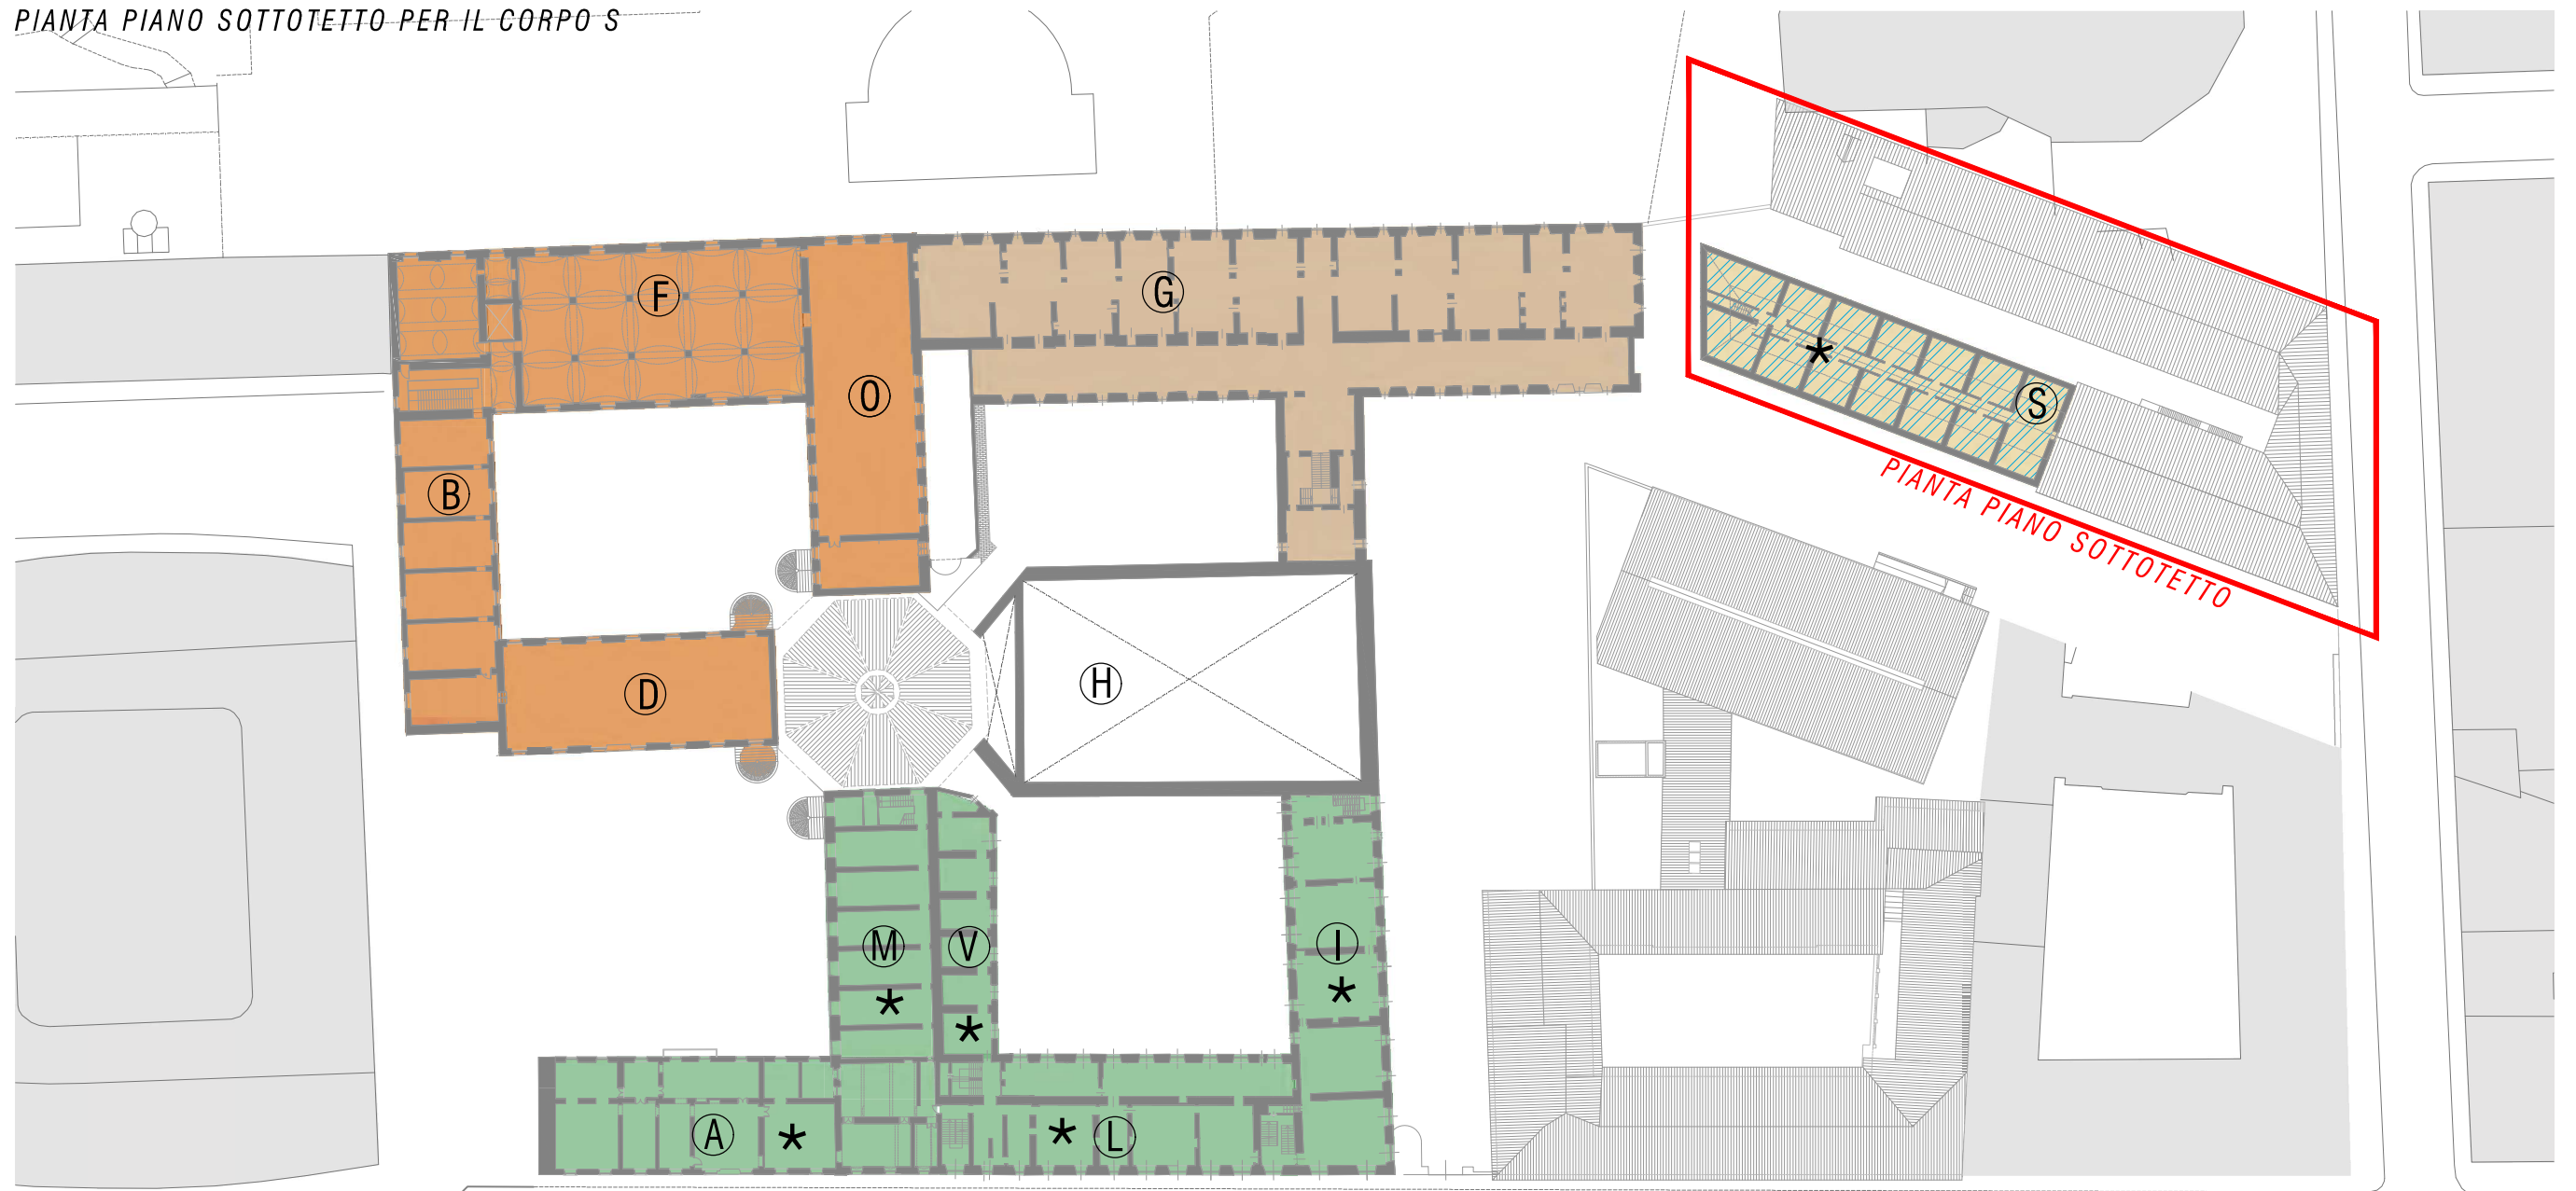 PIANTA PIANO SOTTOTETTO PER IL CORPO S
F
G
O
*
S
B
PIANTA PIANO SOTTOTETTO
H
D
M
V
I
*
*
*
A
*
*
L